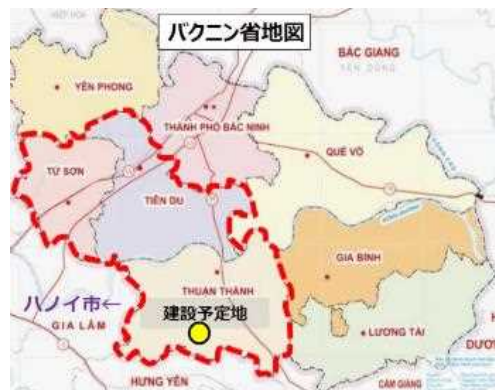 バクニン省地図
BẮC GIANG
YÊN DŨNG
YÊN PHONG
THÀNH PHỐ BẮC NINH
QUẾ VÕ
TỪ SƠN
TIÊN DU
GIA BÌNH
THUẬN THÀNH
ハノイ市←
建設予定地
GIA LÂM
LƯƠNG TÀI
HƯNG YÊN
CẨM GIÀNG